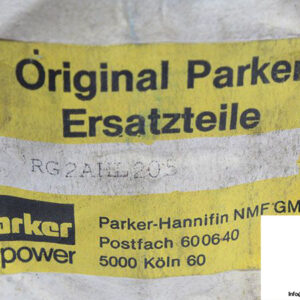 Original Parker
Ersatzteile
RG2AHL205
Parker
power
Parker-Hannifin NMF GM
Postfach 600640
5000 Köln 60